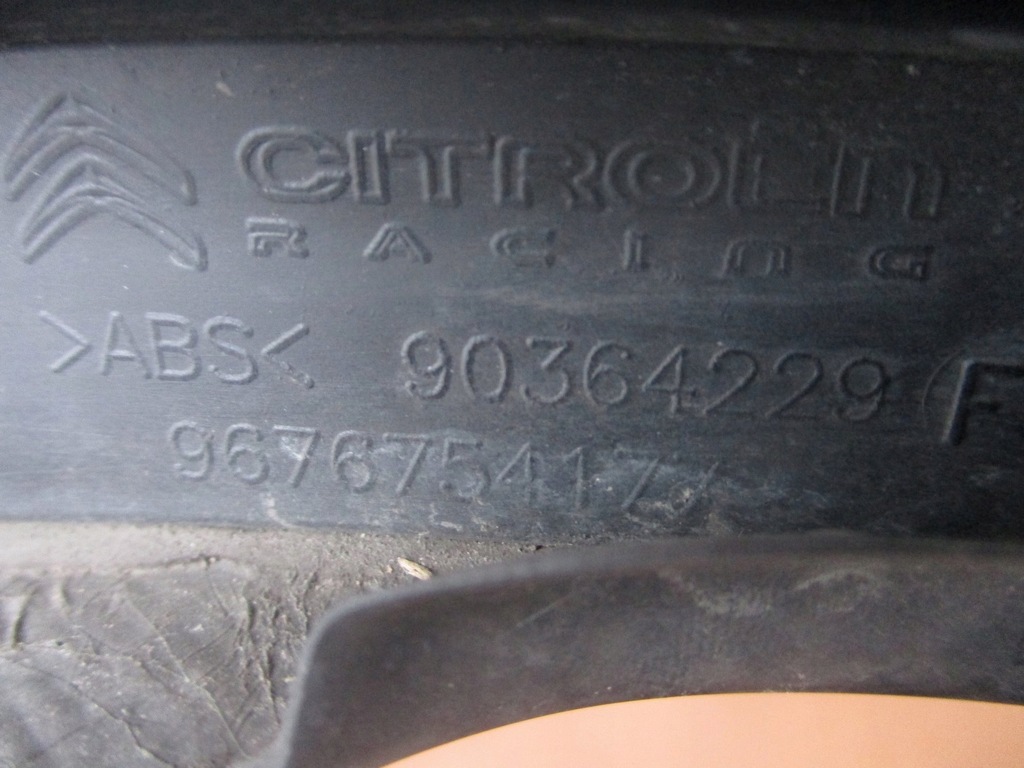 CITROËN
RACING
>ABS< 90364229 (F
9676754177